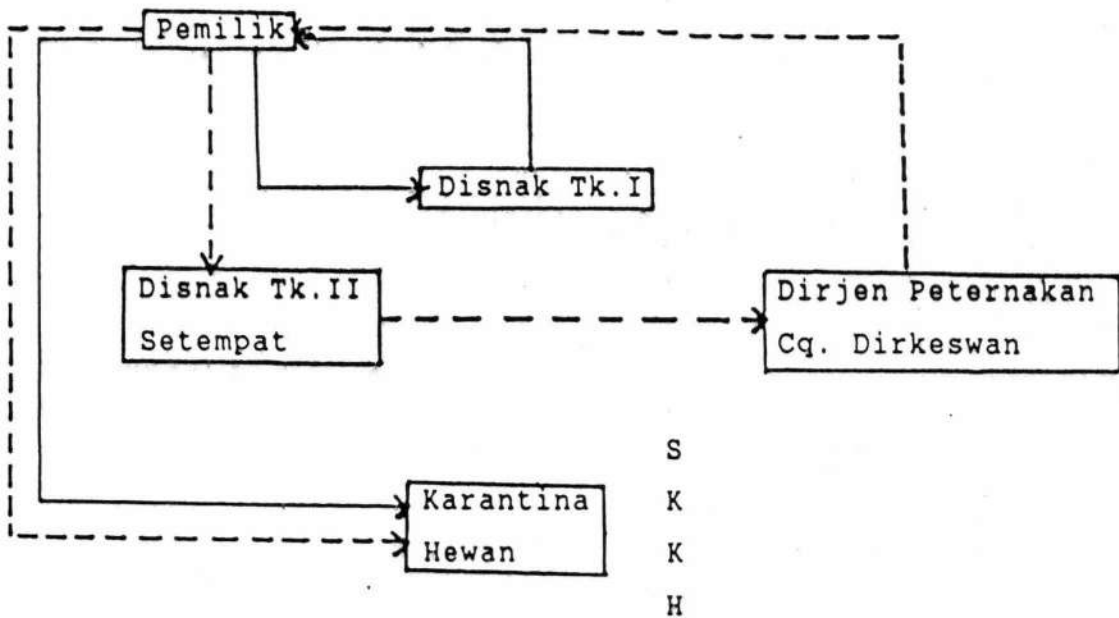 Pemilik
Disnak Tk.I
Disnak Tk.II
Setempat
Dirjen Peternakan
Cq. Dirkeswan
Karantina
Hewan
S
K
K
H